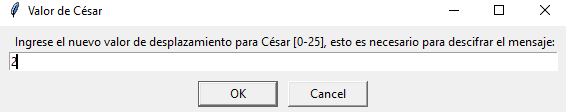 Valor de César
Ingrese el nuevo valor de desplazamiento para César [0-25], esto es necesario para descifrar el mensaje:
2
OK Cancel